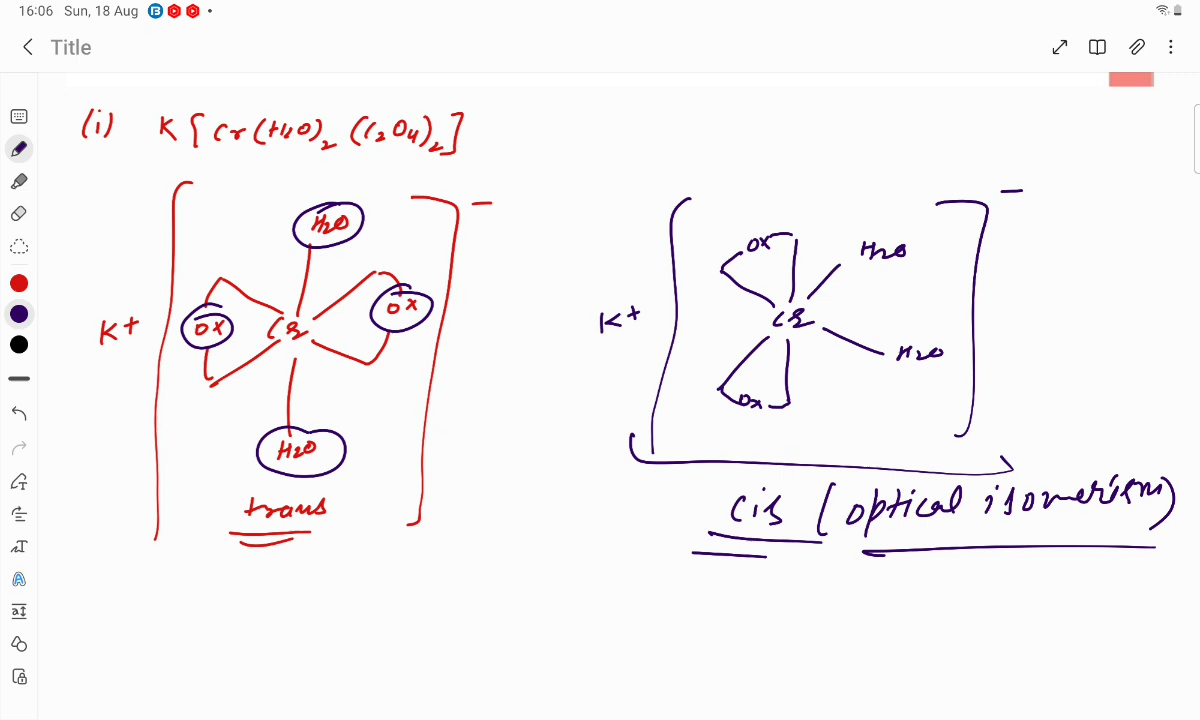 16:06 Sun, 18 Aug
Title
(i) K[Cr(H2O)2 (C2O4)2]
K+
H2O
OX
Cr
OX
H2O
−
trans
K+
OX
H2O
Cr
H2O
OX
−
cis (optical isomerism)